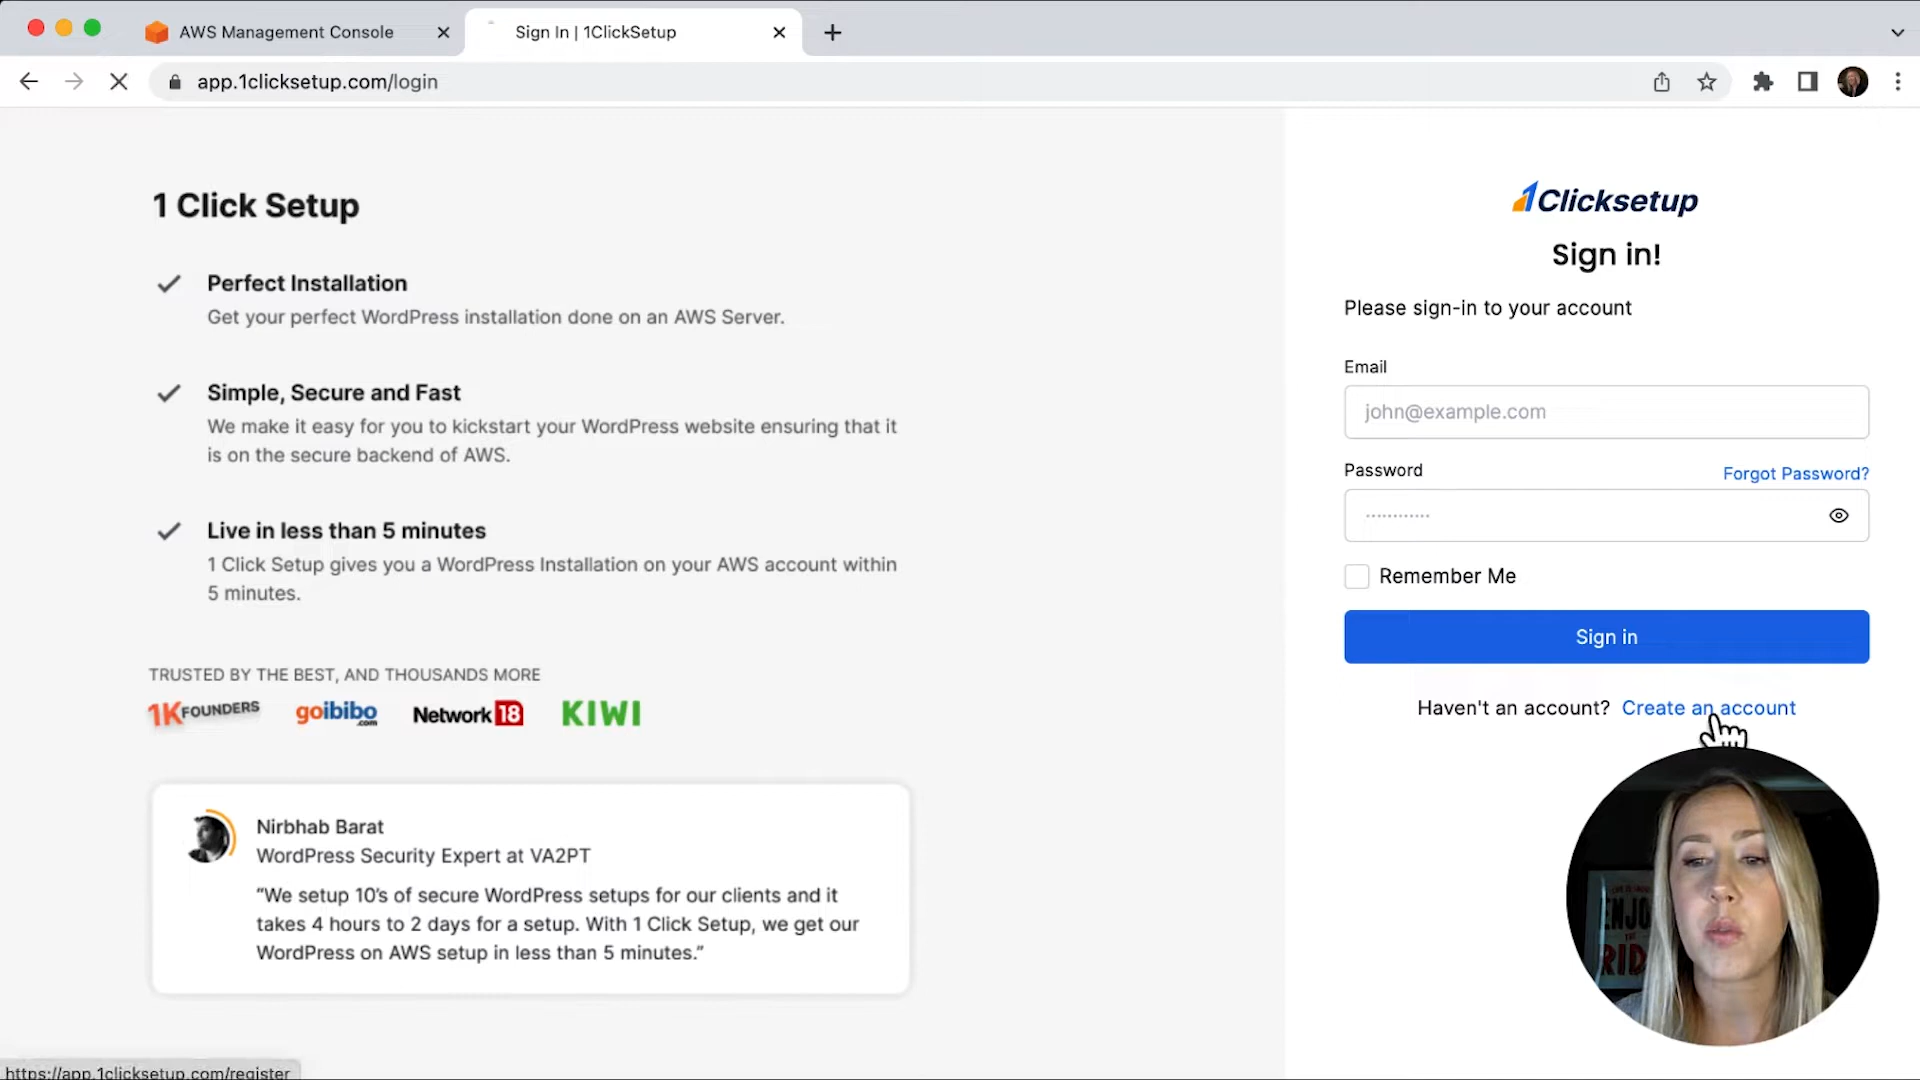 AWS Management Console
Sign In | 1ClickSetup
app.1clicksetup.com/login
1 Click Setup
Perfect Installation
Get your perfect WordPress installation done on an AWS Server.
Simple, Secure and Fast
We make it easy for you to kickstart your WordPress website ensuring that it
is on the secure backend of AWS.
Live in less than 5 minutes
1 Click Setup gives you a WordPress Installation on your AWS account within
5 minutes.
TRUSTED BY THE BEST, AND THOUSANDS MORE
1K FOUNDERS goibibo.com Network 18 KIWI
Nirbhab Barat
WordPress Security Expert at VA2PT
“We setup 10’s of secure WordPress setups for our clients and it
takes 4 hours to 2 days for a setup. With 1 Click Setup, we get our
WordPress on AWS setup in less than 5 minutes.”
https://app.1clicksetup.com/register
1Clicksetup
Sign in!
Please sign-in to your account
Email
john@example.com
Password Forgot Password?
Remember Me
Sign in
Haven't an account? Create an account
ENJO
THE
RID